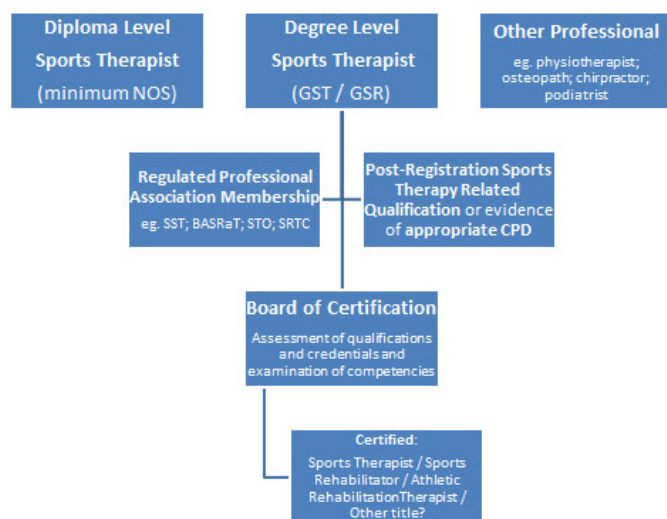 Diploma Level
Sports Therapist
(minimum NOS)
Degree Level
Sports Therapist
(GST / GSR)
Other Professional
eg. physiotherapist;
osteopath; chirpractor;
podiatrist
Regulated Professional
Association Membership
eg. SST; BASRaT; STO; SRTC
Post-Registration Sports
Therapy Related
Qualification or evidence
of appropriate CPD
Board of Certification
Assessment of qualifications
and credentials and
examination of competencies
Certified:
Sports Therapist / Sports
Rehabilitator / Athletic
RehabilitationTherapist /
Other title?